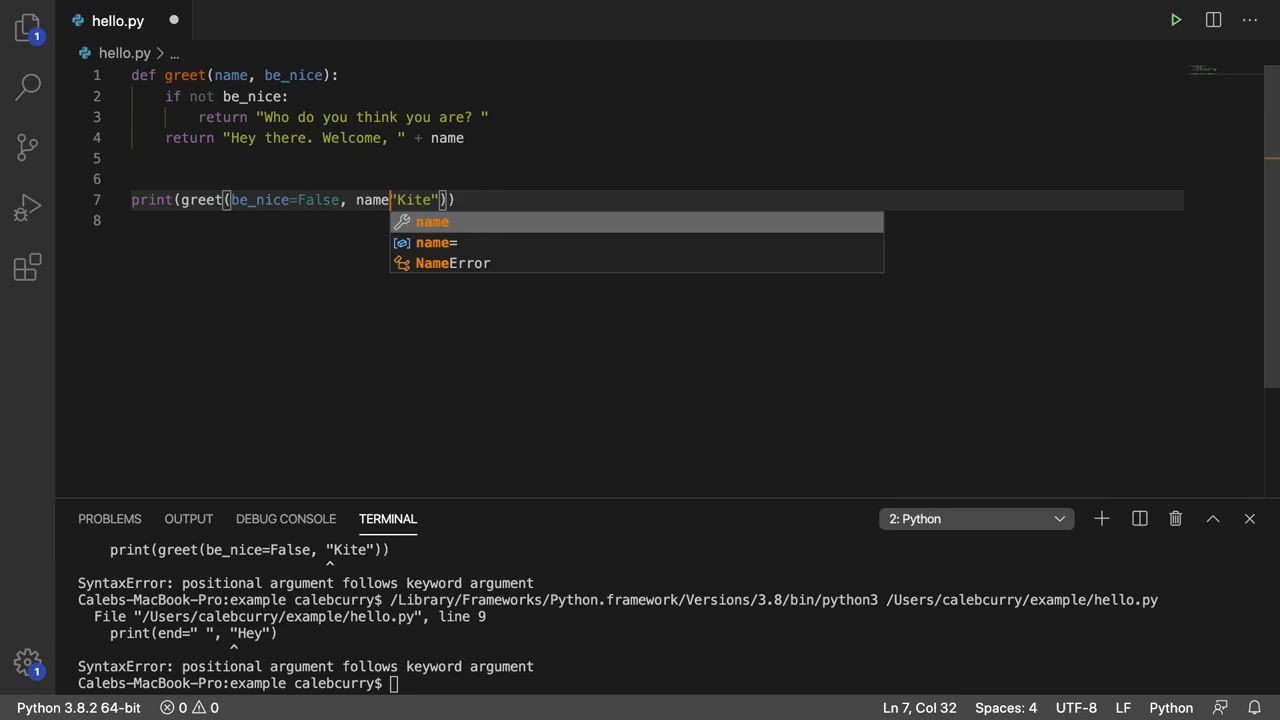 1
hello.py
hello.py > ...
1 def greet(name, be_nice):
2 if not be_nice:
3 return "Who do you think you are? "
4 return "Hey there. Welcome, " + name
5
6
7 print(greet(be_nice=False, name"Kite"))
name
8
name=
NameError
PROBLEMS OUTPUT DEBUG CONSOLE TERMINAL 2: Python
print(greet(be_nice=False, "Kite"))
^
SyntaxError: positional argument follows keyword argument
Calebs-MacBook-Pro:example calebcurry$ /Library/Frameworks/Python.framework/Versions/3.8/bin/python3 /Users/calebcurry/example/hello.py
File "/Users/calebcurry/example/hello.py", line 9
print(end=" ", "Hey")
^
SyntaxError: positional argument follows keyword argument
Calebs-MacBook-Pro:example calebcurry$
1
Python 3.8.2 64-bit 0 0 Ln 7, Col 32 Spaces: 4 UTF-8 LF Python